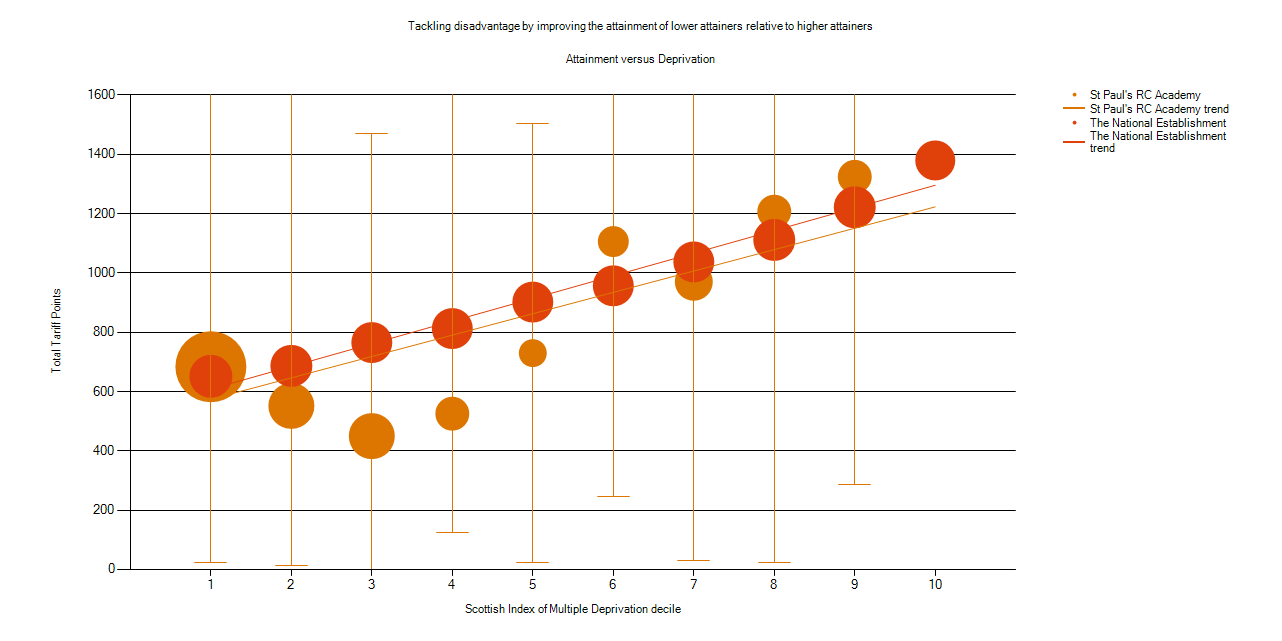 Tackling disadvantage by improving the attainment of lower attainers relative to higher attainers
Attainment versus Deprivation
1600
1400
1200
1000
800
600
400
200
0
Total Tariff Points
1 2 3 4 5 6 7 8 9 10
Scottish Index of Multiple Deprivation decile
St Paul's RC Academy
St Paul's RC Academy trend
The National Establishment
The National Establishment
trend